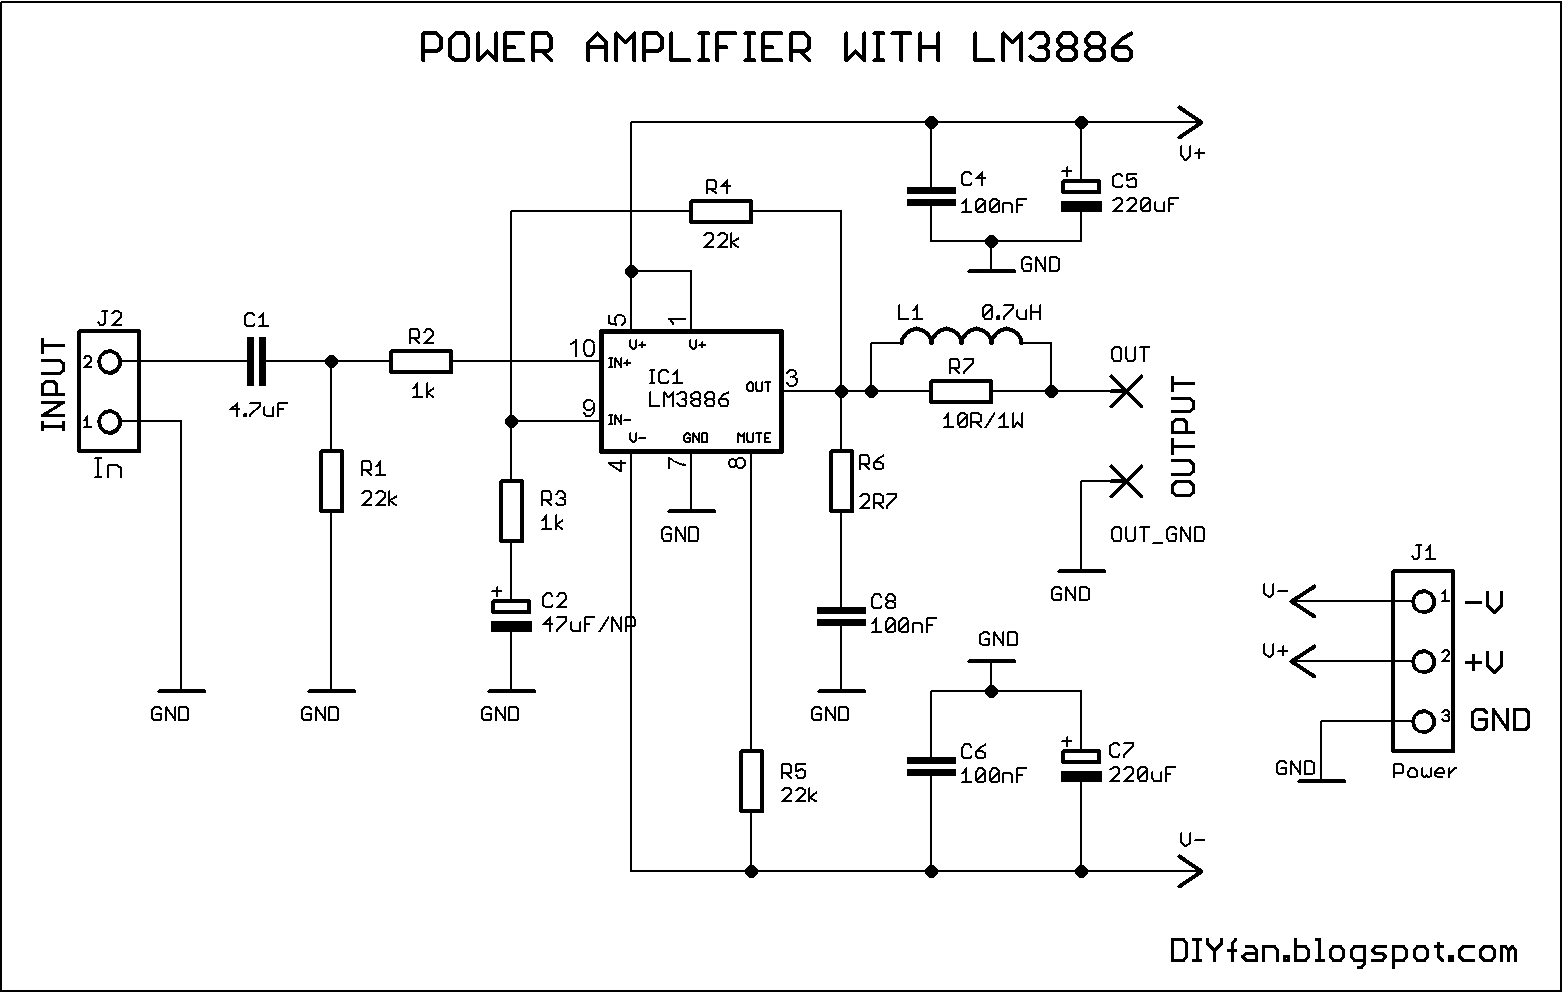 POWER AMPLIFIER WITH LM3886
V+
C4
100nF
+
C5
220uF
GND
R4
22k
INPUT
J2
2
1
In
C1
4.7uF
R2
1k
R1
22k
GND
GND
5
1
10
9
V+
V+
IN+
IN-
IC1
LM3886
OUT
3
V-
GND
MUTE
4
7
8
GND
L1
0.7uH
R7
10R/1W
OUT
OUTPUT
OUT_GND
GND
R3
1k
+
C2
47uF/NP
GND
R6
2R7
C8
100nF
GND
R5
22k
GND
C6
100nF
+
C7
220uF
V-
J1
V-
1
-V
V+
2
+V
3
GND
GND
Power
DIYfan.blogspot.com